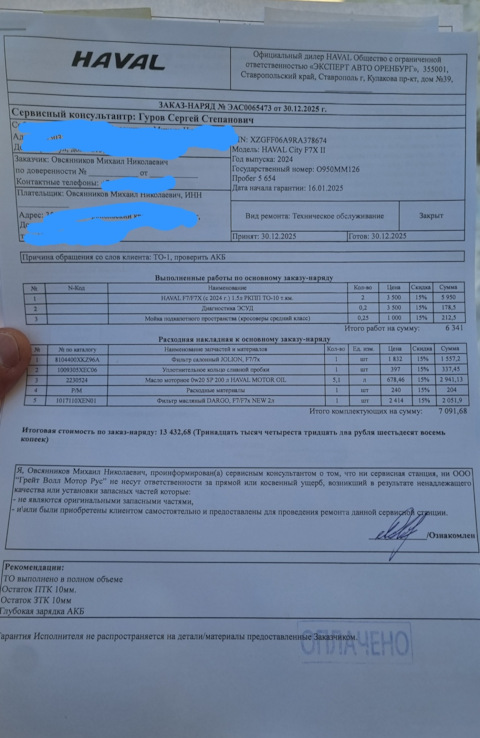 HAVAL
Официальный дилер HAVAL Общество с ограниченной
ответственностью «ЭКСПЕРТ АВТО ОРЕНБУРГ», 355001,
Ставропольский край, Ставрополь г, Кулакова пр-кт, дом №39,
ЗАКАЗ-НАРЯД № ЭАС0065473 от 30.12.2025 г.
Сервисный консультант: Гуров Сергей Степанович
VIN: XZGFF06A9RA378674
Модель: HAVAL City F7X II
Заказчик: Овсянников Михаил Николаевич
Год выпуска: 2024
по доверенности № ________ от ________
Государственный номер: О950ММ126
Контактные телефоны:
Пробег 5 654
Плательщик: Овсянников Михаил Николаевич, ИНН
Дата начала гарантии: 16.01.2025
Адрес:
Вид ремонта: Техническое обслуживание
Закрыт
Принят: 30.12.2025
Готов: 30.12.2025
Причина обращения со слов клиента: ТО-1, проверить АКБ
Выполненные работы по основному заказ-наряду
№ N-Код Наименование Кол-во Цена Скидка Сумма
1 HAVAL F7/F7X (с 2024 г.) 1.5л РКПП ТО-10 т.км. 2 3 500 15% 5 950
2 Диагностика ЭСУД 0,2 3 500 15% 178,5
3 Мойка подкапотного пространства (кроссоверы средний класс) 0,25 1 000 15% 212,5
Итого работ на сумму: 6 341
Расходная накладная к основному заказ-наряду
№ № по каталогу Наименование запчастей и материалов Кол-во Ед. изм. Цена Скидка Сумма
1 8104400XKZ96A Фильтр салонный JOLION, F7/7x 1 шт 1 832 15% 1 557,2
2 1009305XEC06 Уплотнительное кольцо сливной пробки 1 шт 397 15% 337,45
3 2220524 Масло моторное 0w20 SP 200 л HAVAL MOTOR OIL 5,1 л 678,46 15% 2 941,13
4 Р/М Расходные материалы 1 шт 240 15% 204
5 1017110XEN01 Фильтр масляный DARGO, F7/F7x NEW 2л 1 шт 2 414 15% 2 051,9
Итого комплектующих на сумму: 7 091,68
Итоговая стоимость по заказ-наряду: 13 432,68 (Тринадцать тысяч четыреста тридцать два рубля шестьдесят восемь
копеек)
Я, Овсянников Михаил Николаевич, проинформирован(а) сервисным консультантом о том, что ни сервисная станция, ни ООО
"Грейт Волл Мотор Рус" не несут ответственности за прямой или косвенный ущерб, возникший в результате ненадлежащего
качества или установки запасных частей которые:
- не являются оригинальными запасными частями,
- и\или были приобретены клиентом самостоятельно и предоставлены для проведения ремонта данной сервисной станции.
/Ознакомлен
Рекомендации:
ТО выполнено в полном объеме
Остаток ПТК 10мм.
Остаток ЗТК 10мм
Глубокая зарядка АКБ
Гарантия Исполнителя не распространяется на детали/материалы предоставленные Заказчиком.
ОПЛАЧЕНО